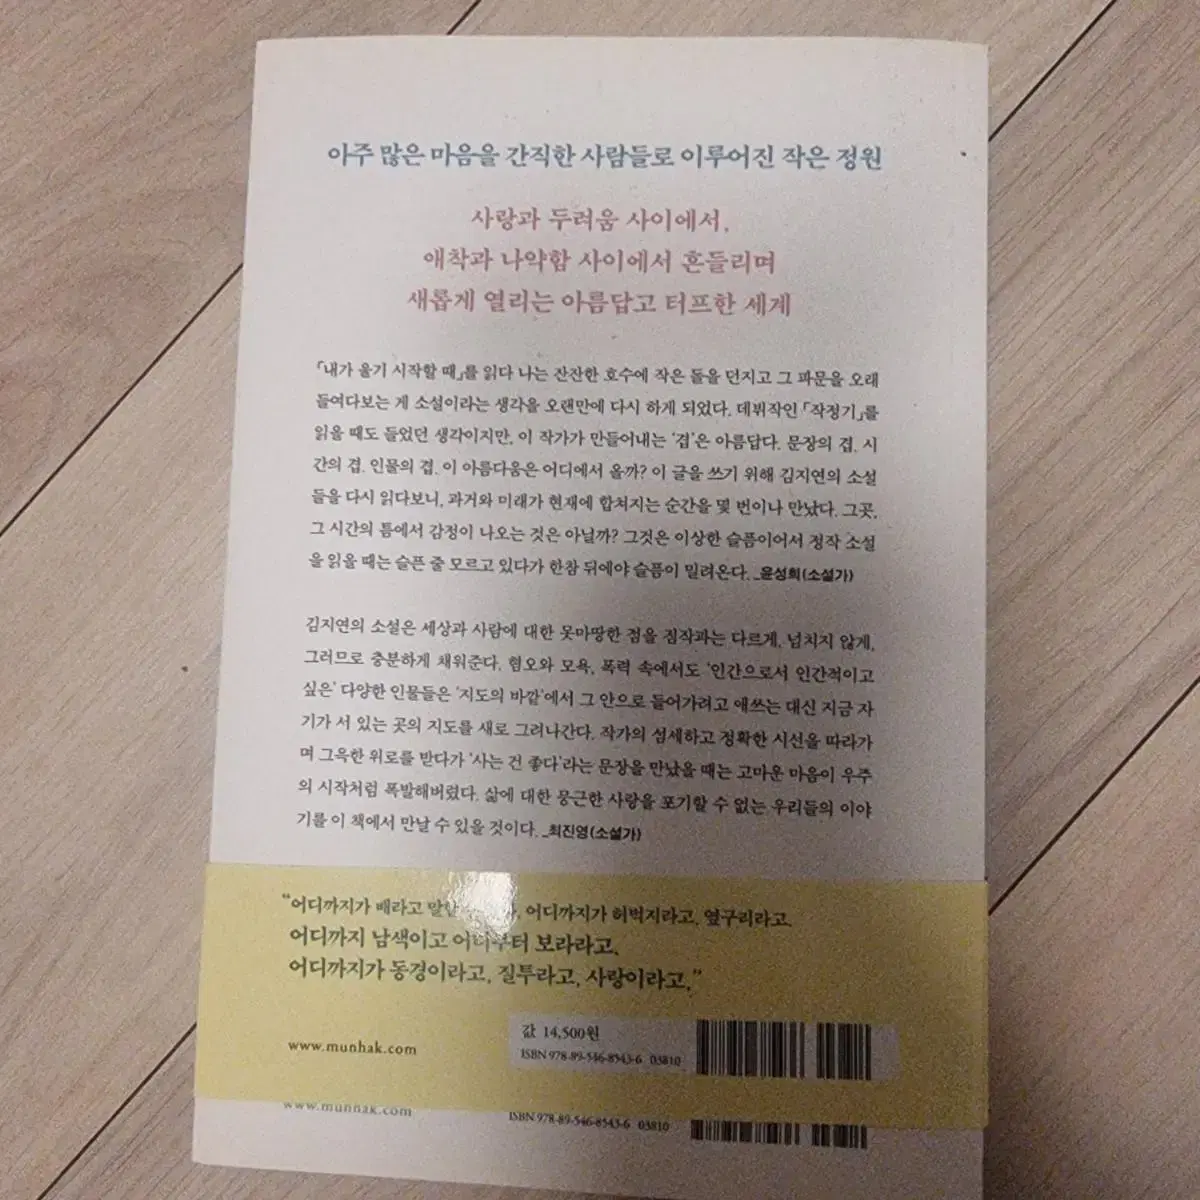 아주 많은 마음을 간직한 사람들로 이루어진 작은 정원
사랑과 두려움 사이에서,
애착과 나약함 사이에서 흔들리며
새롭게 열리는 아름답고 터프한 세계
「내가 울기 시작할 때」를 읽다 나는 잔잔한 호수에 작은 돌을 던지고 그 파문을 오래
들여다보는 게 소설이라는 생각을 오랜만에 다시 하게 되었다. 데뷔작인 「작정기」를
읽을 때도 들었던 생각이지만, 이 작가가 만들어내는 ‘겹’은 아름답다. 문장의 겹, 시
간의 겹, 인물의 겹. 이 아름다움은 어디에서 올까? 이 글을 쓰기 위해 김지연의 소설
들을 다시 읽다보니, 과거와 미래가 현재에 합쳐지는 순간을 몇 번이나 만났다. 그곳,
그 시간의 틈에서 감정이 나오는 것은 아닐까? 그것은 이상한 슬픔이어서 정작 소설
을 읽을 때는 슬픈 줄 모르고 있다가 한참 뒤에야 슬픔이 밀려온다. _윤성희(소설가)
김지연의 소설은 세상과 사람에 대한 못마땅한 점을 짐작과는 다르게, 넘치지 않게,
그러므로 충분하게 채워준다. 혐오와 모욕, 폭력 속에서도 ‘인간으로서 인간적이고
싶은’ 다양한 인물들은 ‘지도의 바깥’에서 그 안으로 들어가려고 애쓰는 대신 지금 자
기가 서 있는 곳의 지도를 새로 그려나간다. 작가의 섬세하고 정확한 시선을 따라가
며 그윽한 위로를 받다가 ‘사는 건 좋다’라는 문장을 만났을 때는 고마운 마음이 우주
의 시작처럼 폭발해버렸다. 삶에 대한 뭉근한 사랑을 포기할 수 없는 우리들의 이야
기를 이 책에서 만날 수 있을 것이다. _최진영(소설가)
“어디까지가 배라고 말할 어디까지가 허벅지라고, 옆구리라고.
어디까지 남색이고 어디부터 보라라고.
어디까지가 동경이라고, 질투라고, 사랑이라고.”
값 14,500원
www.munhak.com
ISBN 978-89-546-8543-6 03810
www.munhak.com
ISBN 978-89-546-8543-6 03810